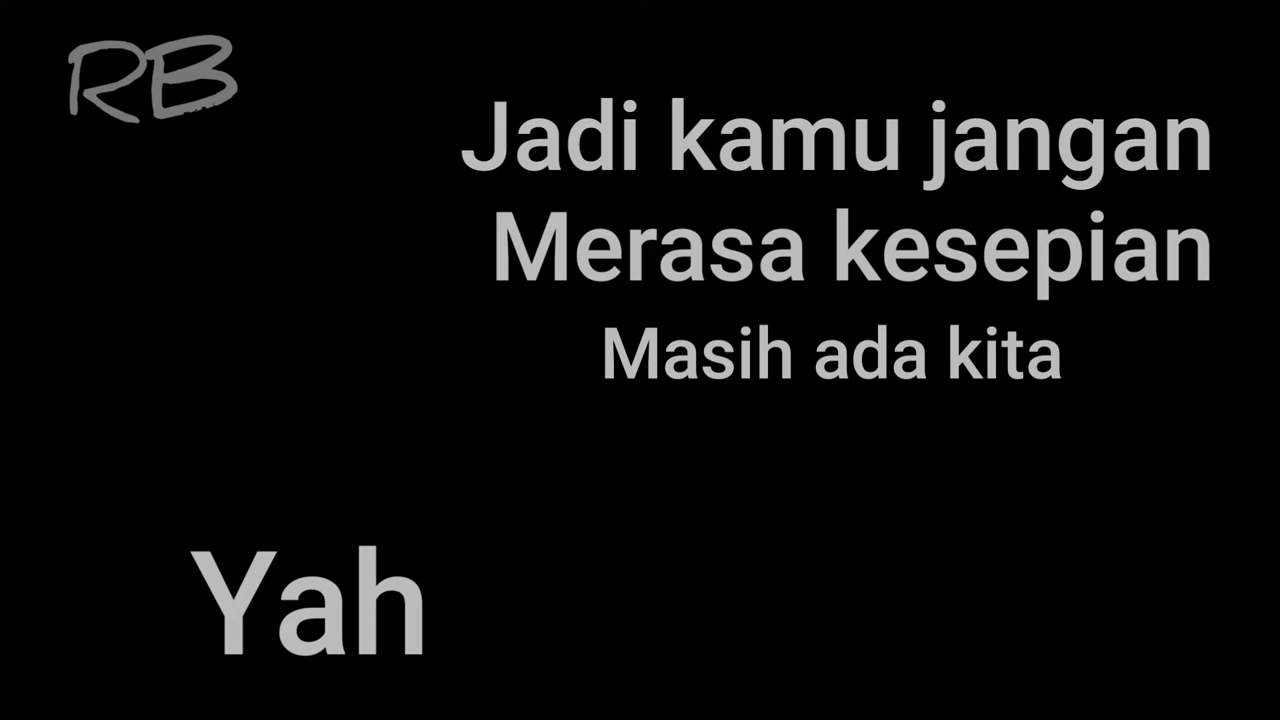 RB
Jadi kamu jangan
Merasa kesepian
Masih ada kita
Yah